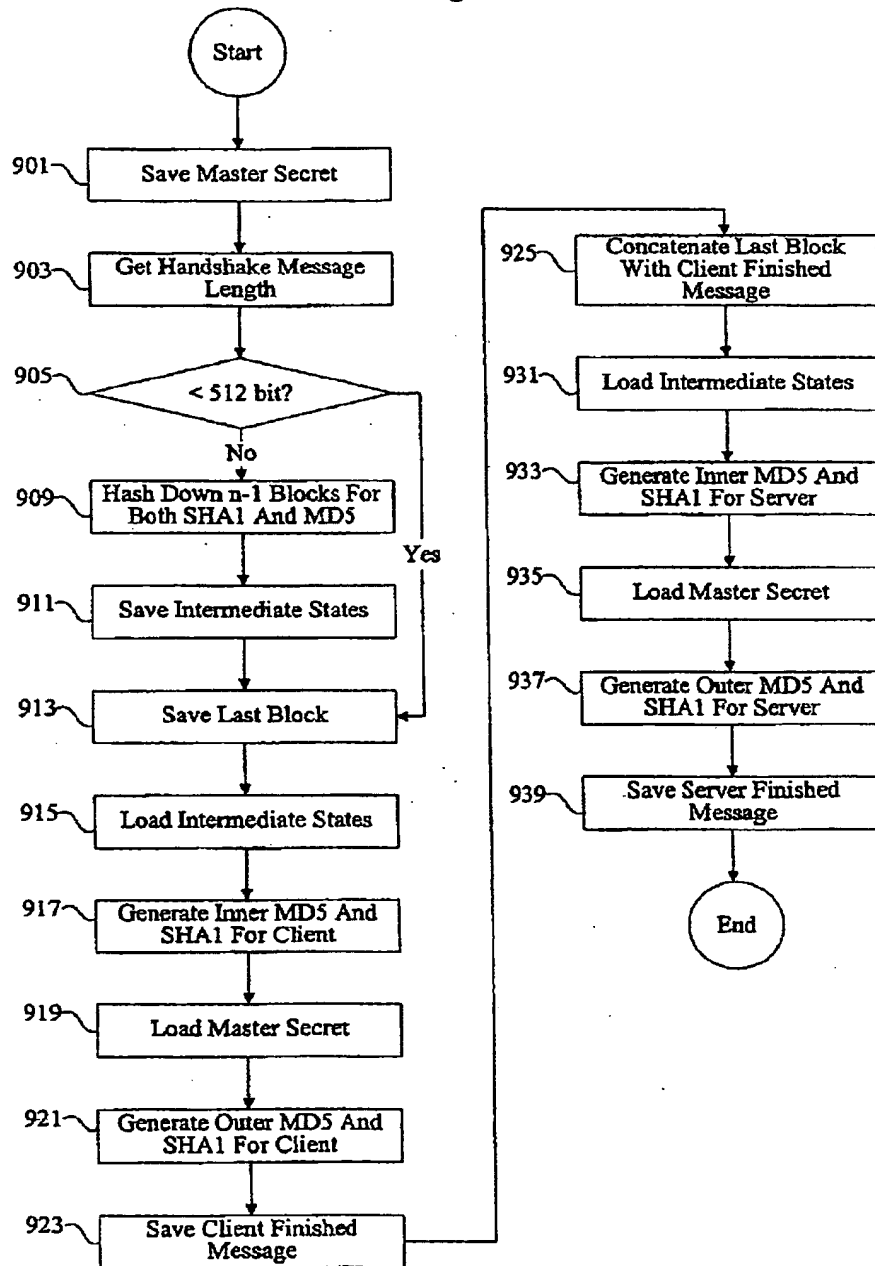 Start
901
Save Master Secret
903
Get Handshake Message
Length
905
< 512 bit?
No
Yes
909
Hash Down n-1 Blocks For
Both SHA1 And MD5
911
Save Intermediate States
913
Save Last Block
915
Load Intermediate States
917
Generate Inner MD5 And
SHA1 For Client
919
Load Master Secret
921
Generate Outer MD5 And
SHA1 For Client
923
Save Client Finished
Message
925
Concatenate Last Block
With Client Finished
Message
931
Load Intermediate States
933
Generate Inner MD5 And
SHA1 For Server
935
Load Master Secret
937
Generate Outer MD5 And
SHA1 For Server
939
Save Server Finished
Message
End